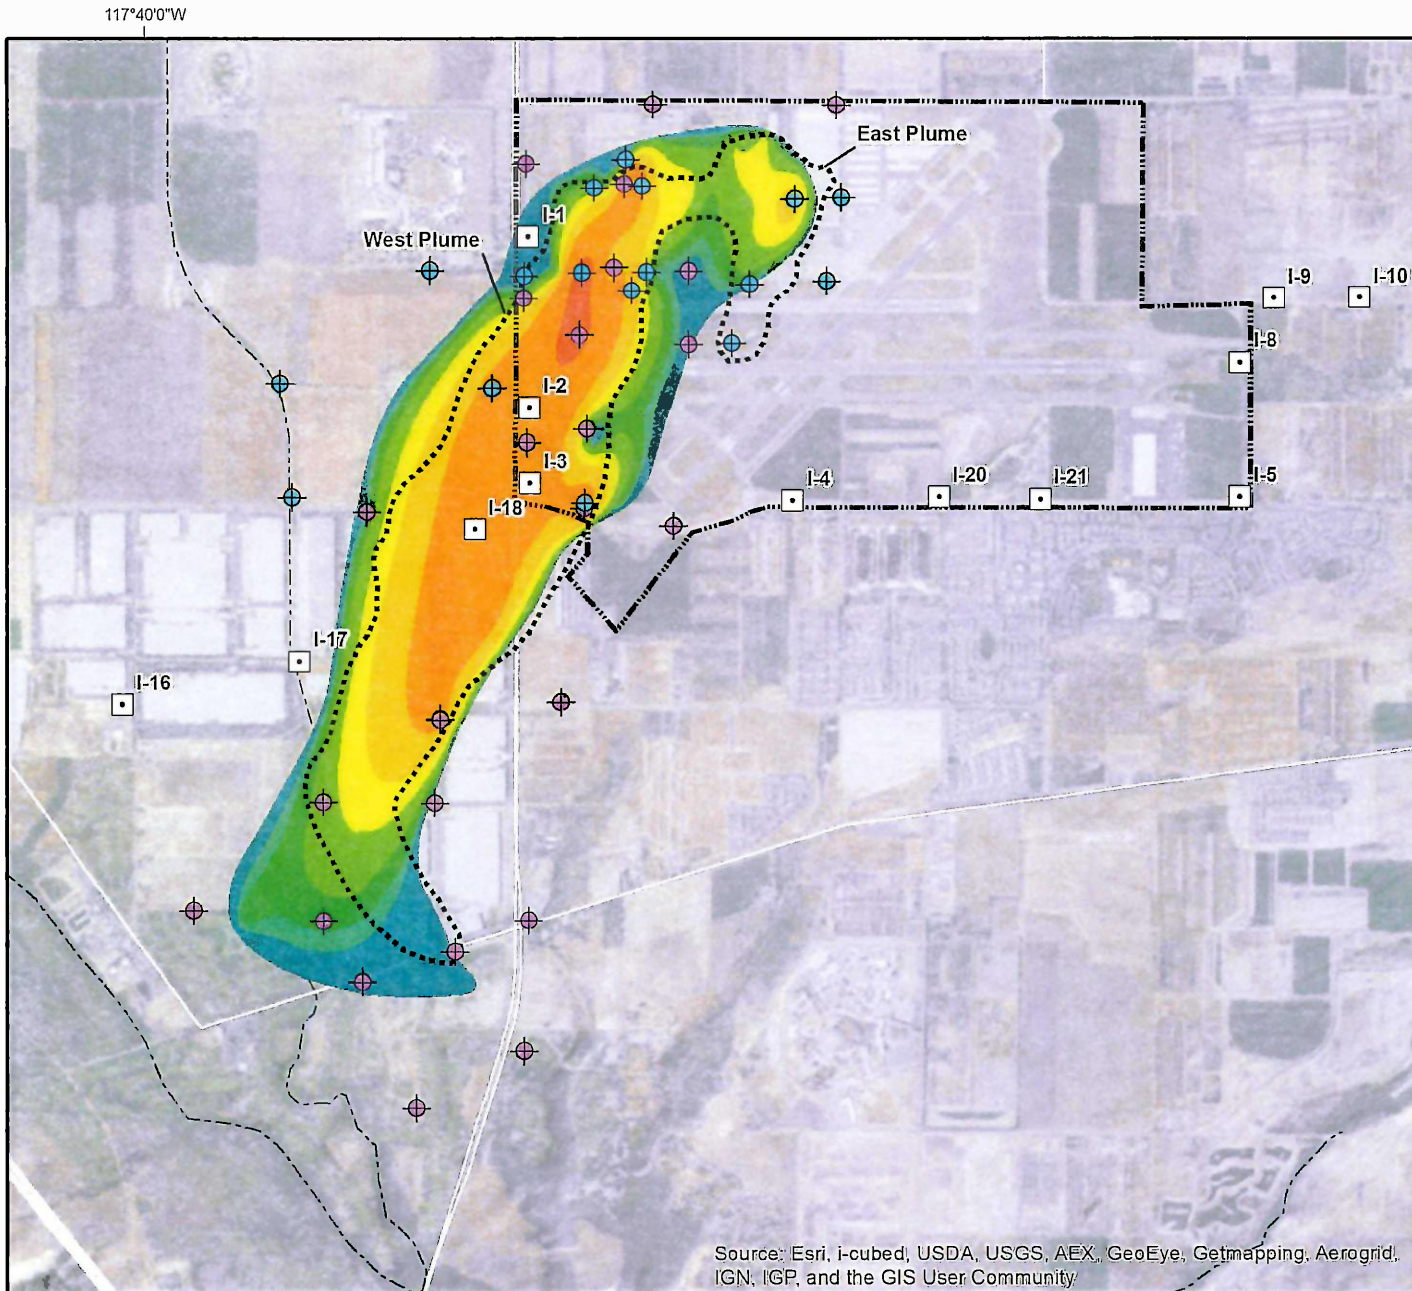 117°40'0"W
East Plume
I-1
West Plume
I-9
I-10
I-8
I-2
I-3
I-4
I-20
I-21
I-5
I-18
I-17
I-16
Source: Esri, i-cubed, USDA, USGS, AEX, GeoEye, Getmapping, Aerogrid,
IGN, IGP, and the GIS User Community